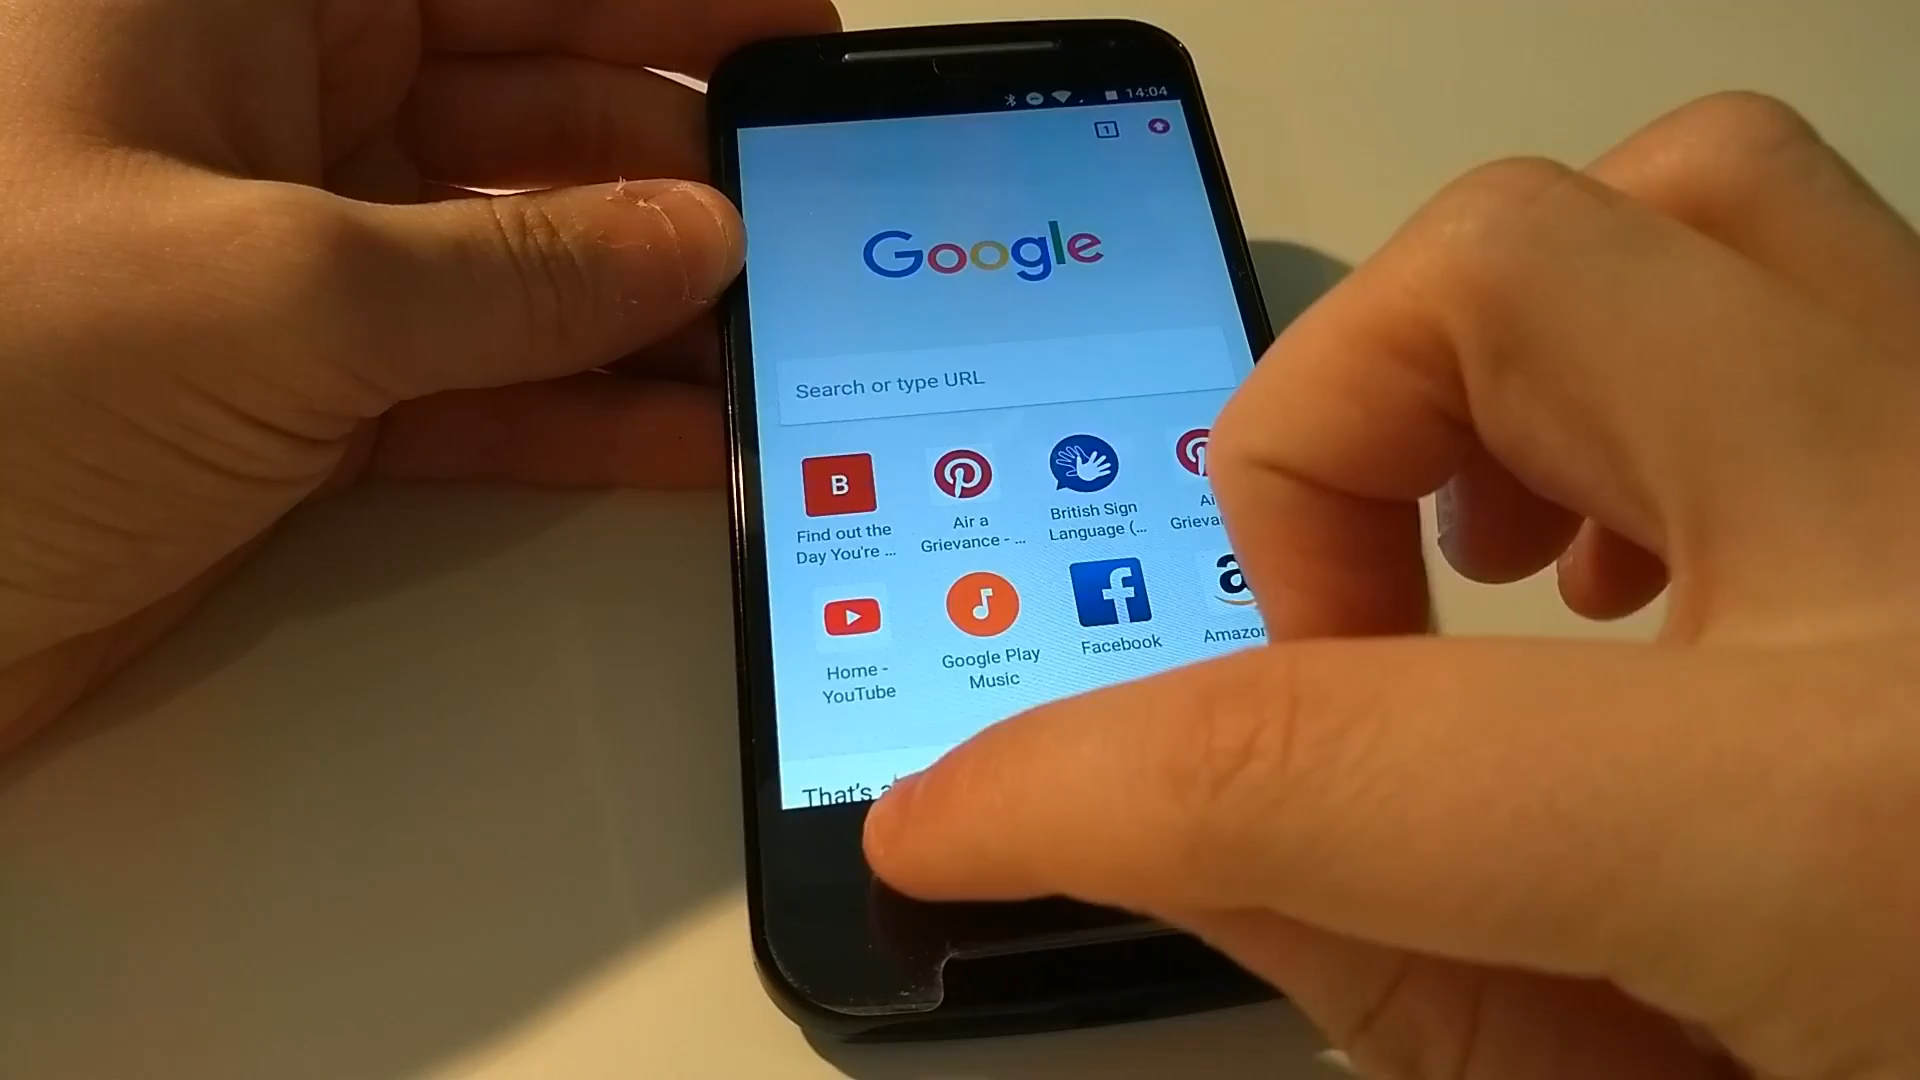 14:04
1
Google
Search or type URL
B
Find out the
Day You're ...
Air a
Grievance - ...
British Sign
Language (...
Home -
YouTube
Google Play
Music
Facebook
Amazon
That's